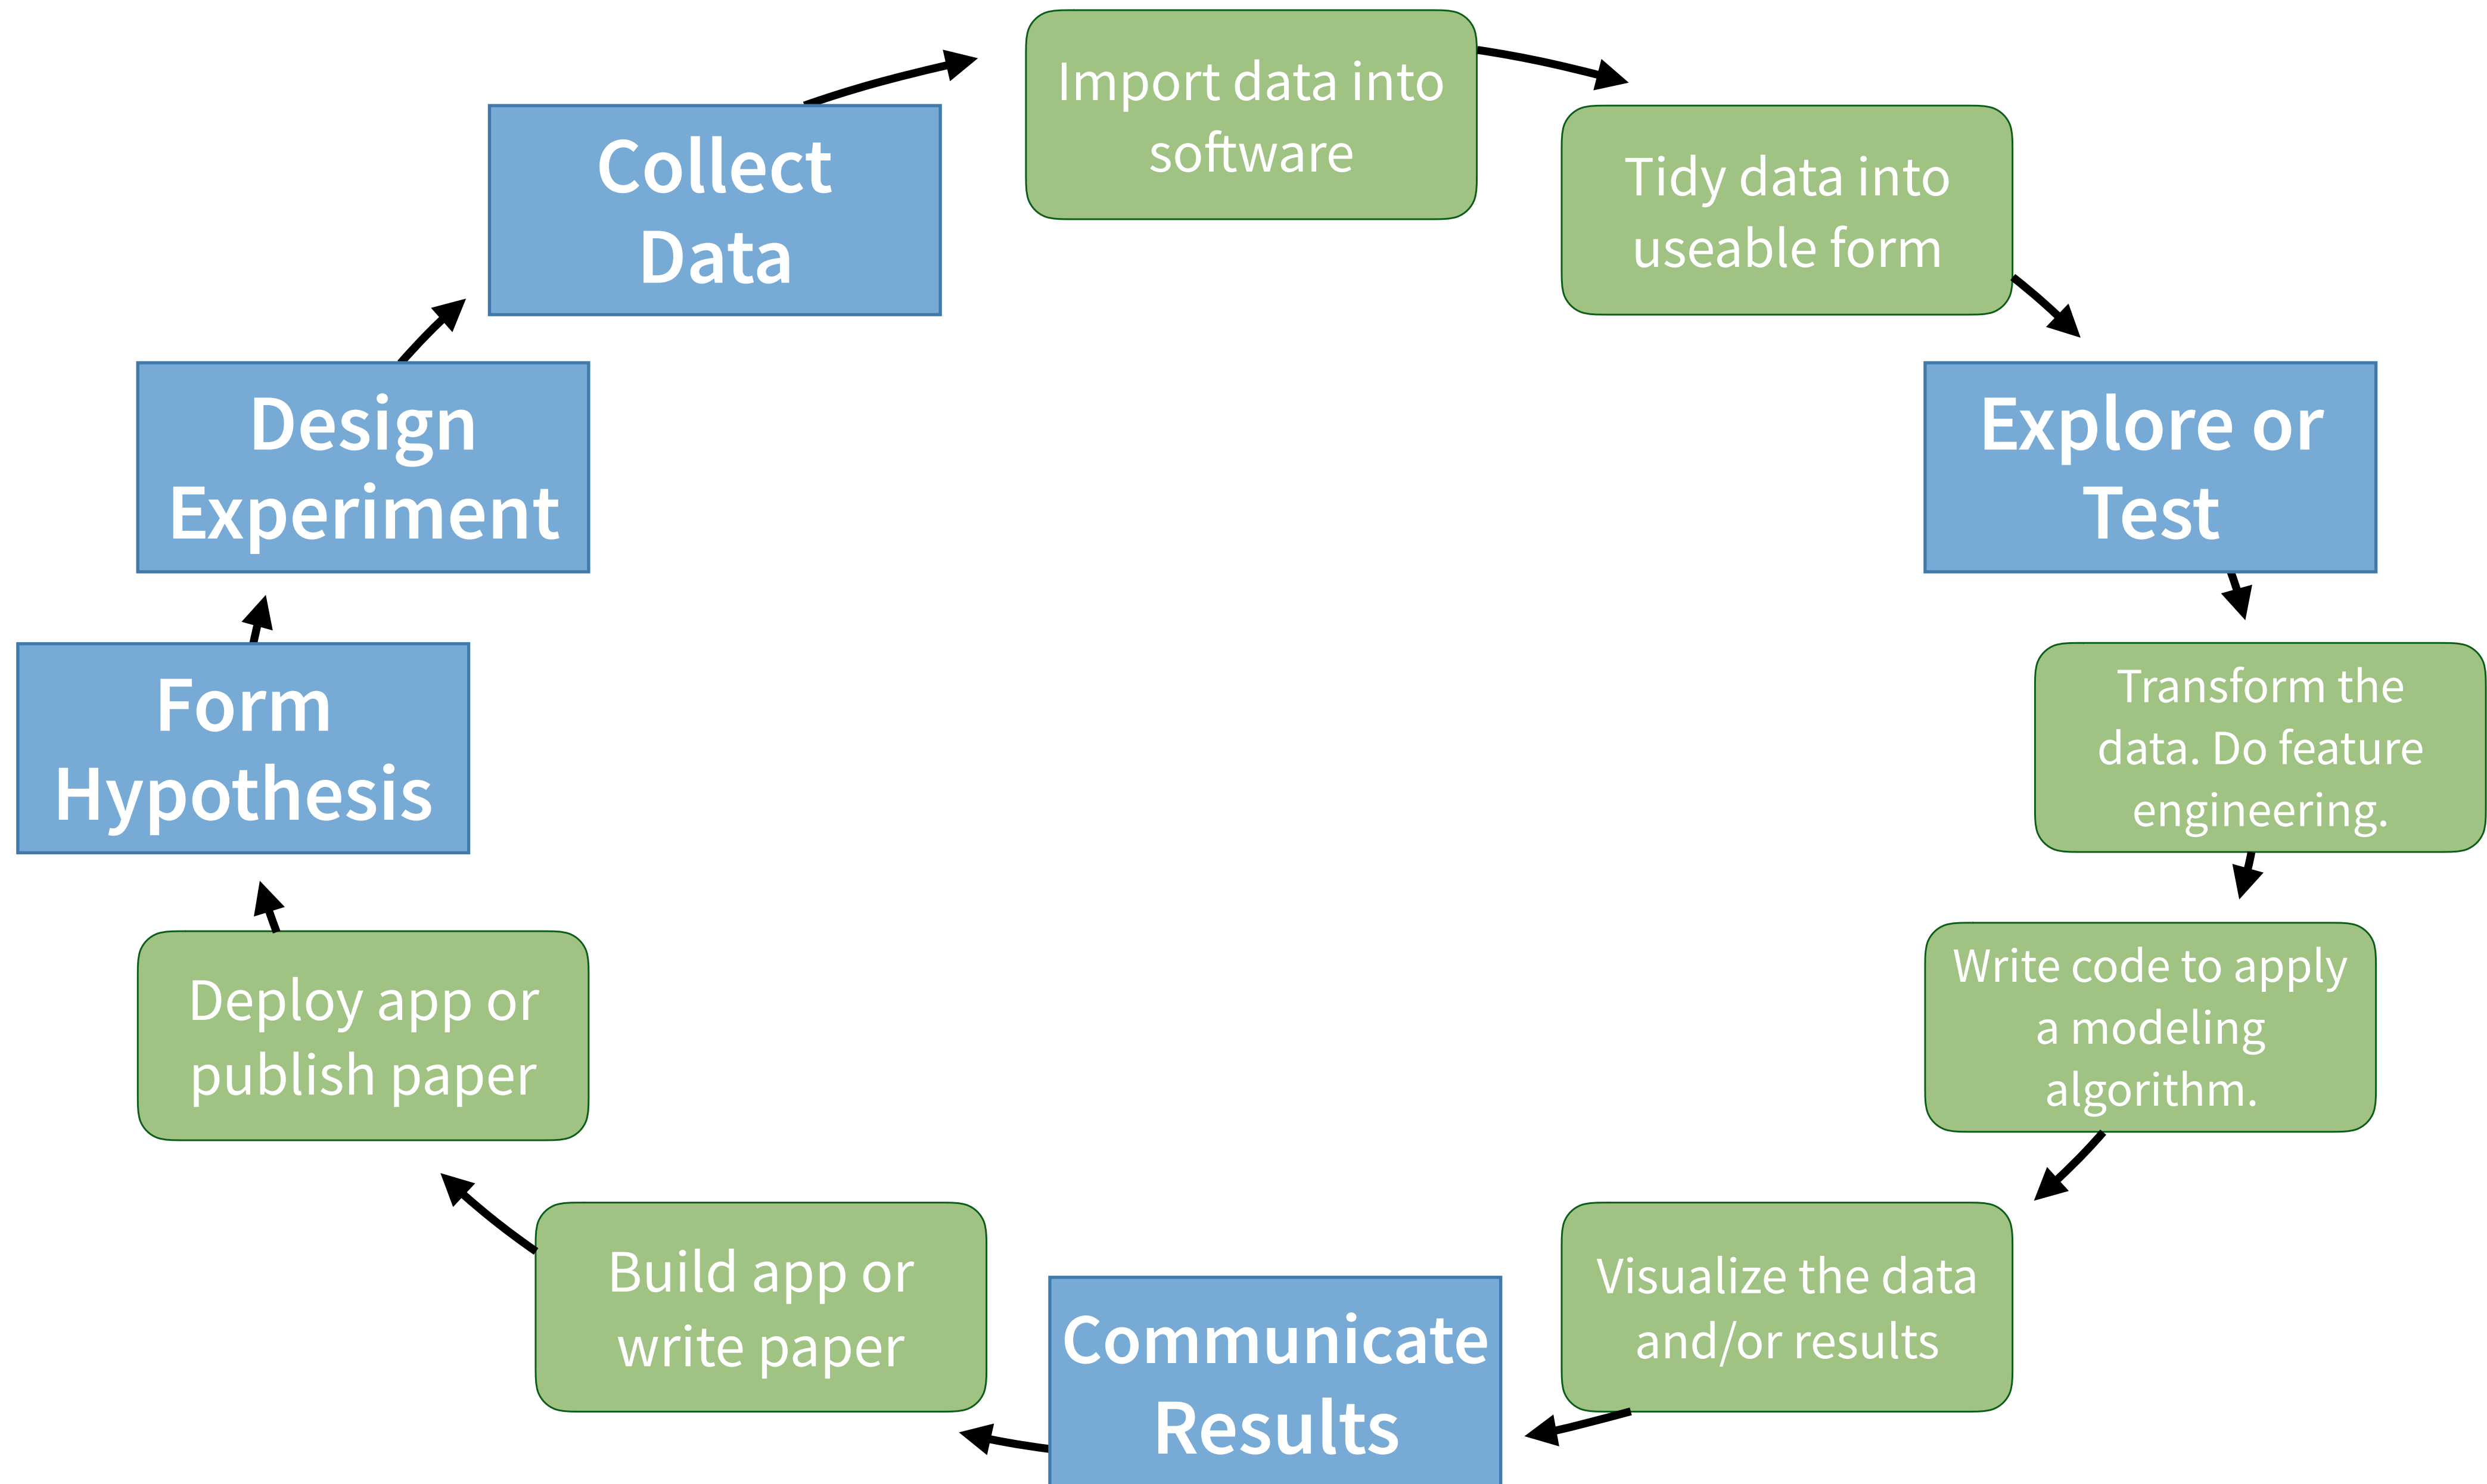 Import data into
software
Collect
Data
Tidy data into
useable form
Design
Experiment
Explore or
Test
Form
Hypothesis
Transform the
data. Do feature
engineering.
Deploy app or
publish paper
Write code to apply
a modeling
algorithm.
Build app or
write paper
Visualize the data
and/or results
Communicate
Results